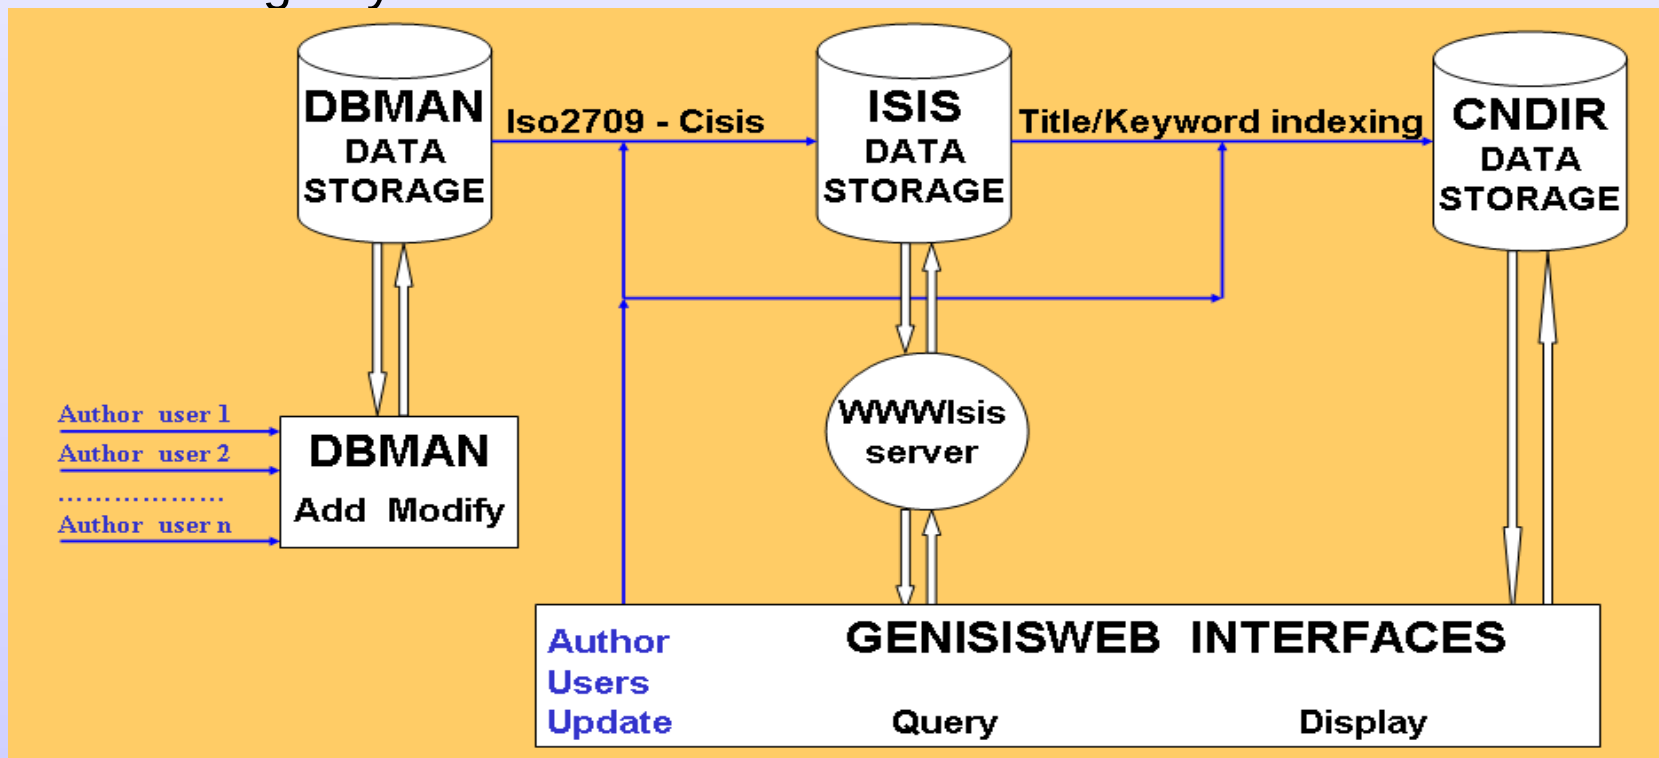 DBMAN
DATA
STORAGE
Iso2709 - Cisis
ISIS
DATA
STORAGE
Title/Keyword indexing
CNDIR
DATA
STORAGE
Author user 1
Author user 2
..................
Author user n
DBMAN
Add Modify
WWWIsis
server
Author
Users
Update
GENISISWEB INTERFACES
Query
Display